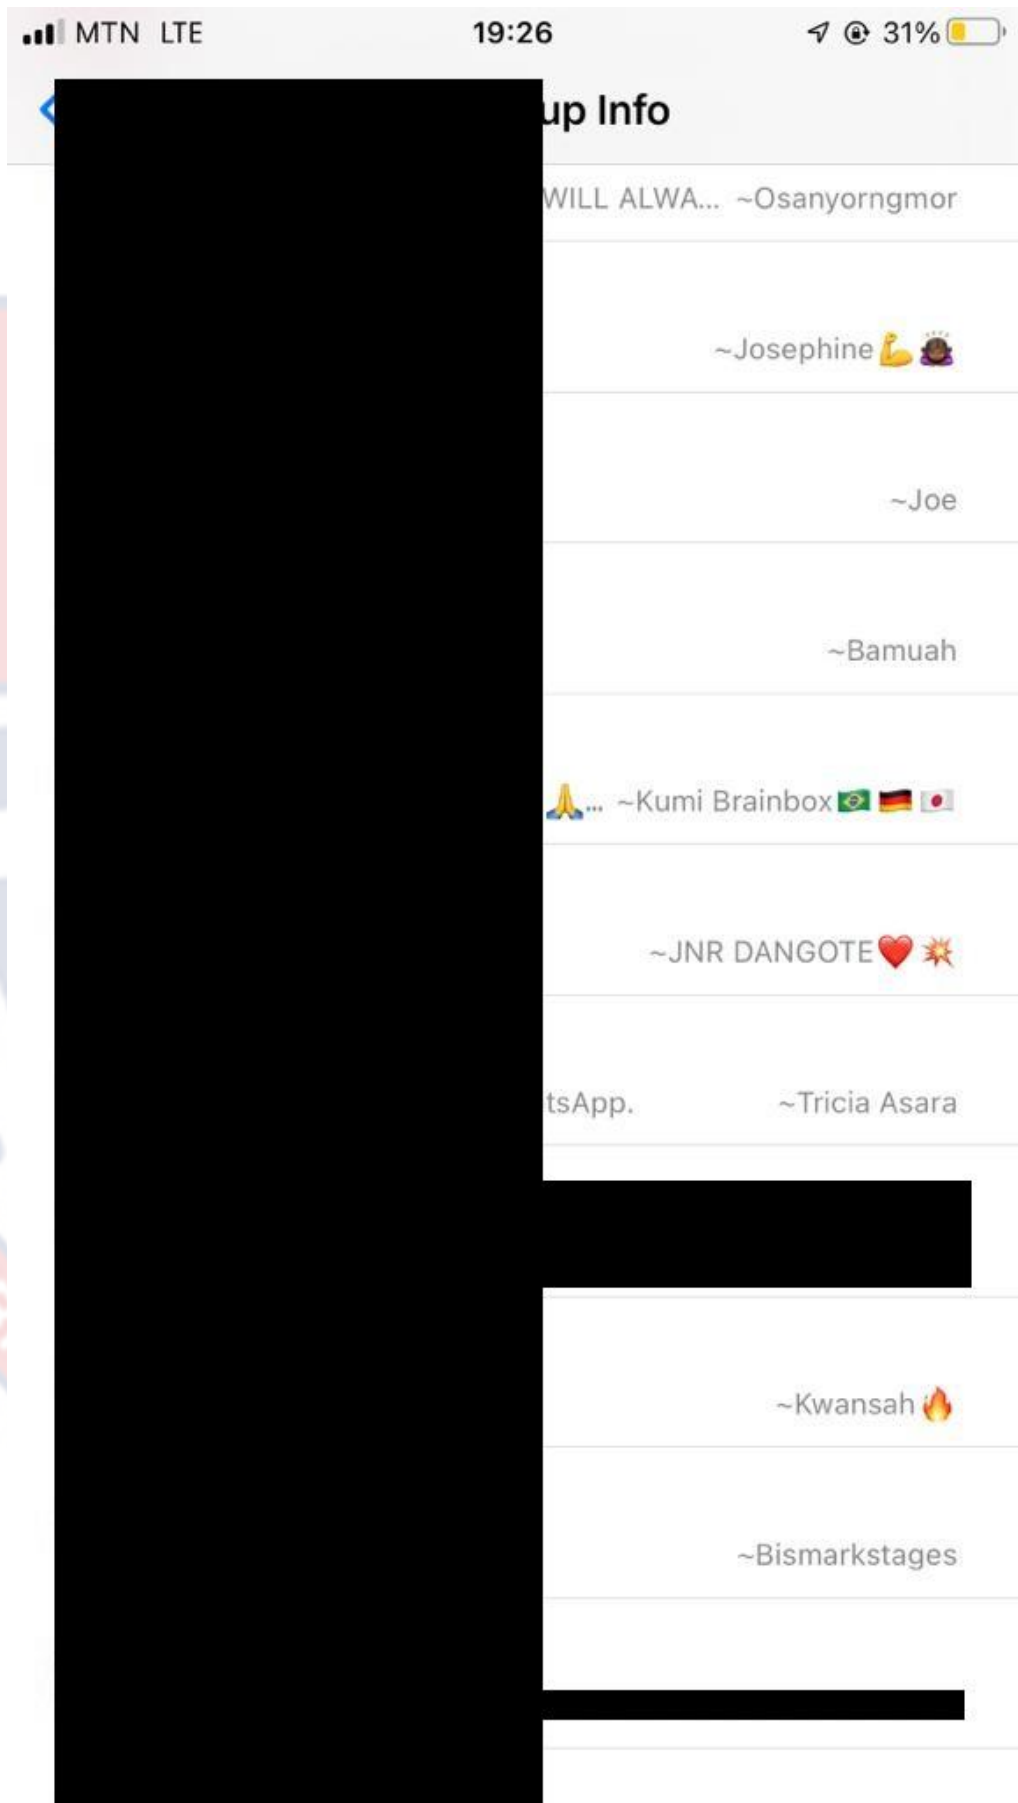 MTN LTE 19:26 31%
up Info
WILL ALWA... ~Osanyorngmor
~Josephine💪🙇🏿
~Joe
~Bamuah
🙏... ~Kumi Brainbox🇧🇷🇩🇪🇯🇵
~JNR DANGOTE❤️💥
tsApp. ~Tricia Asara
~Kwansah🔥
~Bismarkstages